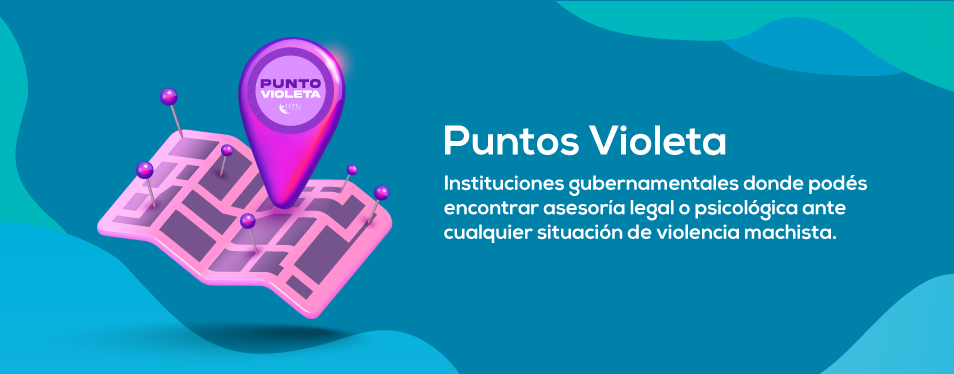 PUNTO
VIOLETA
Puntos Violeta
Instituciones gubernamentales donde podés
encontrar asesoría legal o psicológica ante
cualquier situación de violencia machista.